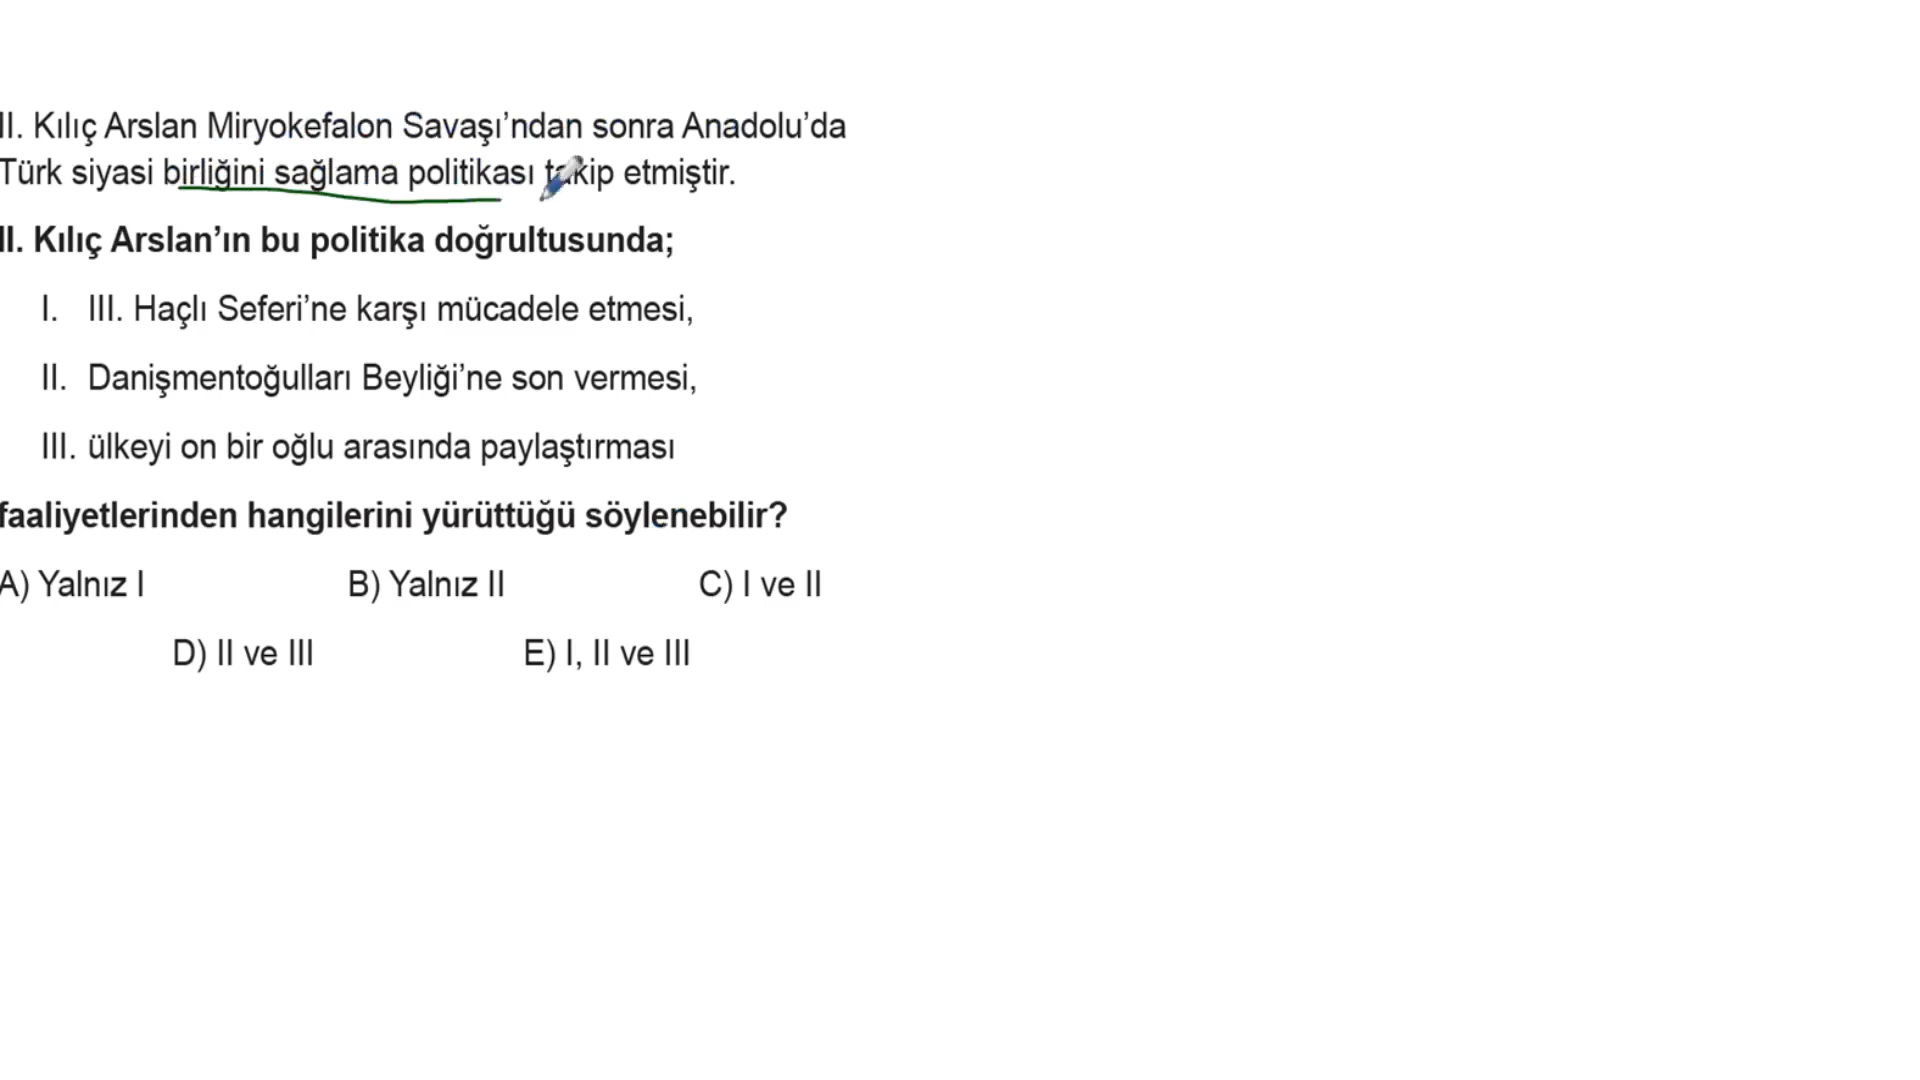 II. Kılıç Arslan Miryokefalon Savaşı’ndan sonra Anadolu’da
Türk siyasi birliğini sağlama politikası takip etmiştir.
II. Kılıç Arslan’ın bu politika doğrultusunda;
I. III. Haçlı Seferi’ne karşı mücadele etmesi,
II. Danişmentoğulları Beyliği’ne son vermesi,
III. ülkeyi on bir oğlu arasında paylaştırması
faaliyetlerinden hangilerini yürüttüğü söylenebilir?
A) Yalnız I B) Yalnız II C) I ve II
D) II ve III E) I, II ve III